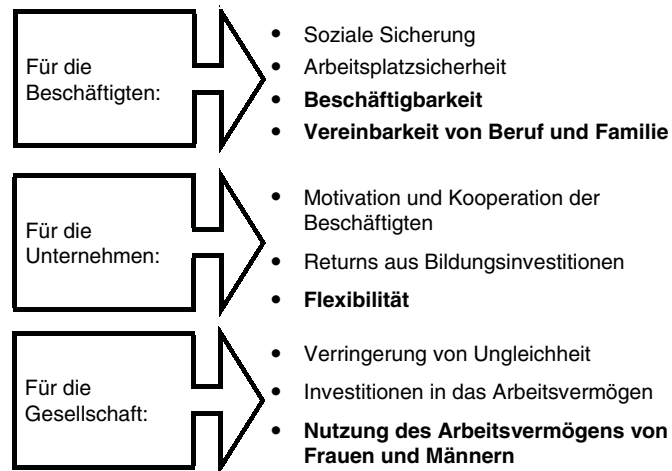 Für die
Beschäftigten:
• Soziale Sicherung
• Arbeitsplatzsicherheit
• Beschäftigbarkeit
• Vereinbarkeit von Beruf und Familie
Für die
Unternehmen:
• Motivation und Kooperation der
Beschäftigten
• Returns aus Bildungsinvestitionen
• Flexibilität
Für die
Gesellschaft:
• Verringerung von Ungleichheit
• Investitionen in das Arbeitsvermögen
• Nutzung des Arbeitsvermögens von
Frauen und Männern